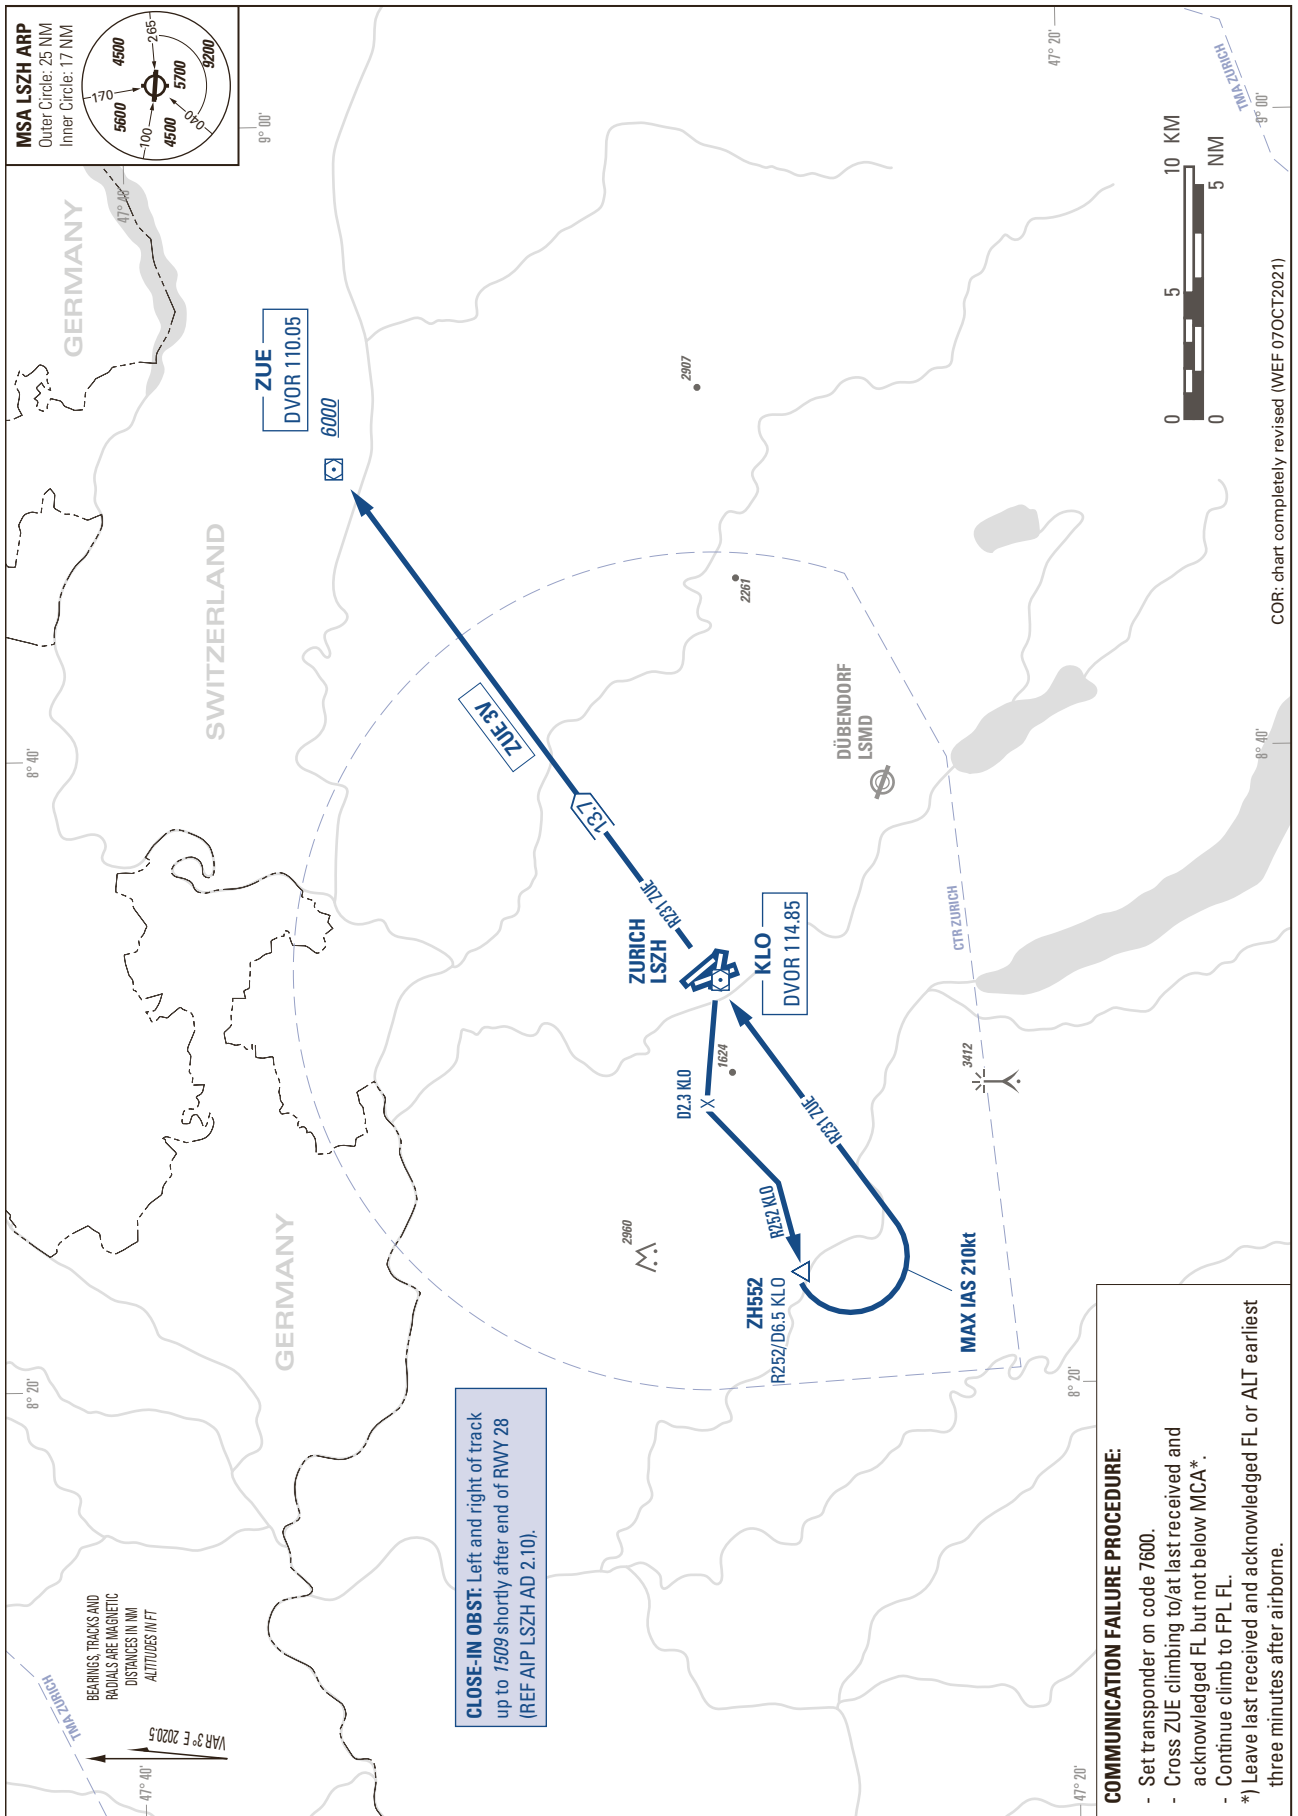 BEARINGS, TRACKS AND
RADIALS ARE MAGNETIC
DISTANCES IN NM
ALTITUDES IN FT
VAR 3° E 2020.5
TMA ZURICH
47° 40'
8° 20'
8° 40'
9° 00'
47° 40'
GERMANY
SWITZERLAND
GERMANY
MSA LSZH ARP
Outer Circle: 25 NM
Inner Circle: 17 NM
170
265
100
040
5600
4500
4500
5700
9200
ZUE
DVOR 110.05
6000
ZUE 3V
13.7
R231 ZUE
ZURICH
LSZH
KLO
DVOR 114.85
D2.3 KLO
1624
R252 KLO
ZH552
R252/D6.5 KLO
R231 ZUE
MAX IAS 210kt
2960
2907
2261
3412
DÜBENDORF
LSMD
CTR ZURICH
CLOSE-IN OBST: Left and right of track
up to 1509 shortly after end of RWY 28
(REF AIP LSZH AD 2.10).
COMMUNICATION FAILURE PROCEDURE:
- Set transponder on code 7600.
- Cross ZUE climbing to/at last received and
acknowledged FL but not below MCA*.
- Continue climb to FPL FL.
*) Leave last received and acknowledged FL or ALT earliest
three minutes after airborne.
47° 20'
8° 20'
8° 40'
9° 00'
47° 20'
TMA ZURICH
0 5 10 KM
0 5 NM
COR: chart completely revised (WEF 07OCT2021)